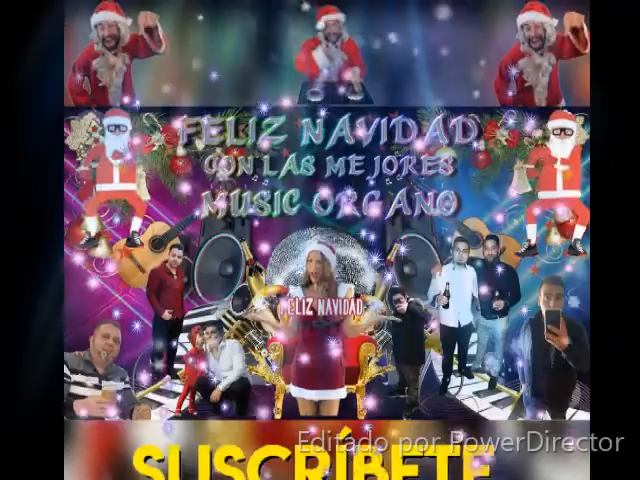 FELIZ NAVIDAD
CON LAS MEJORES
MUSIC ORGANO
FELIZ NAVIDAD
Editado por PowerDirector
SUSCRÍBETE